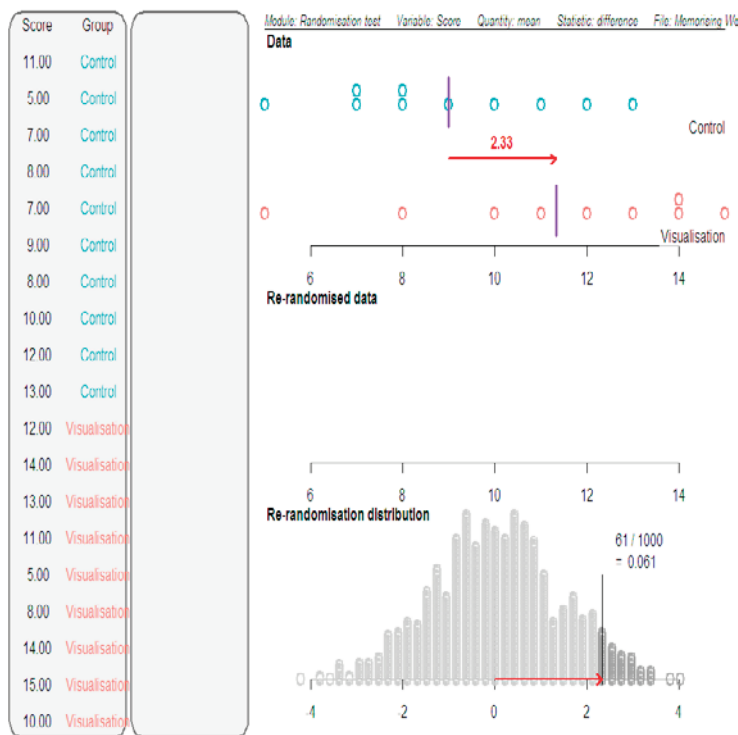 Score Group
11.00 Control
5.00 Control
7.00 Control
8.00 Control
7.00 Control
9.00 Control
8.00 Control
10.00 Control
12.00 Control
13.00 Control
12.00 Visualisation
14.00 Visualisation
13.00 Visualisation
11.00 Visualisation
5.00 Visualisation
8.00 Visualisation
14.00 Visualisation
15.00 Visualisation
10.00 Visualisation
Module: Randomisation test Variable: Score Quantity: mean Statistic: difference File: Memorising Wo
Data
Control
2.33
Visualisation
6 8 10 12 14
Re-randomised data
6 8 10 12 14
Re-randomisation distribution
61 / 1000
= 0.061
-4 -2 0 2 4